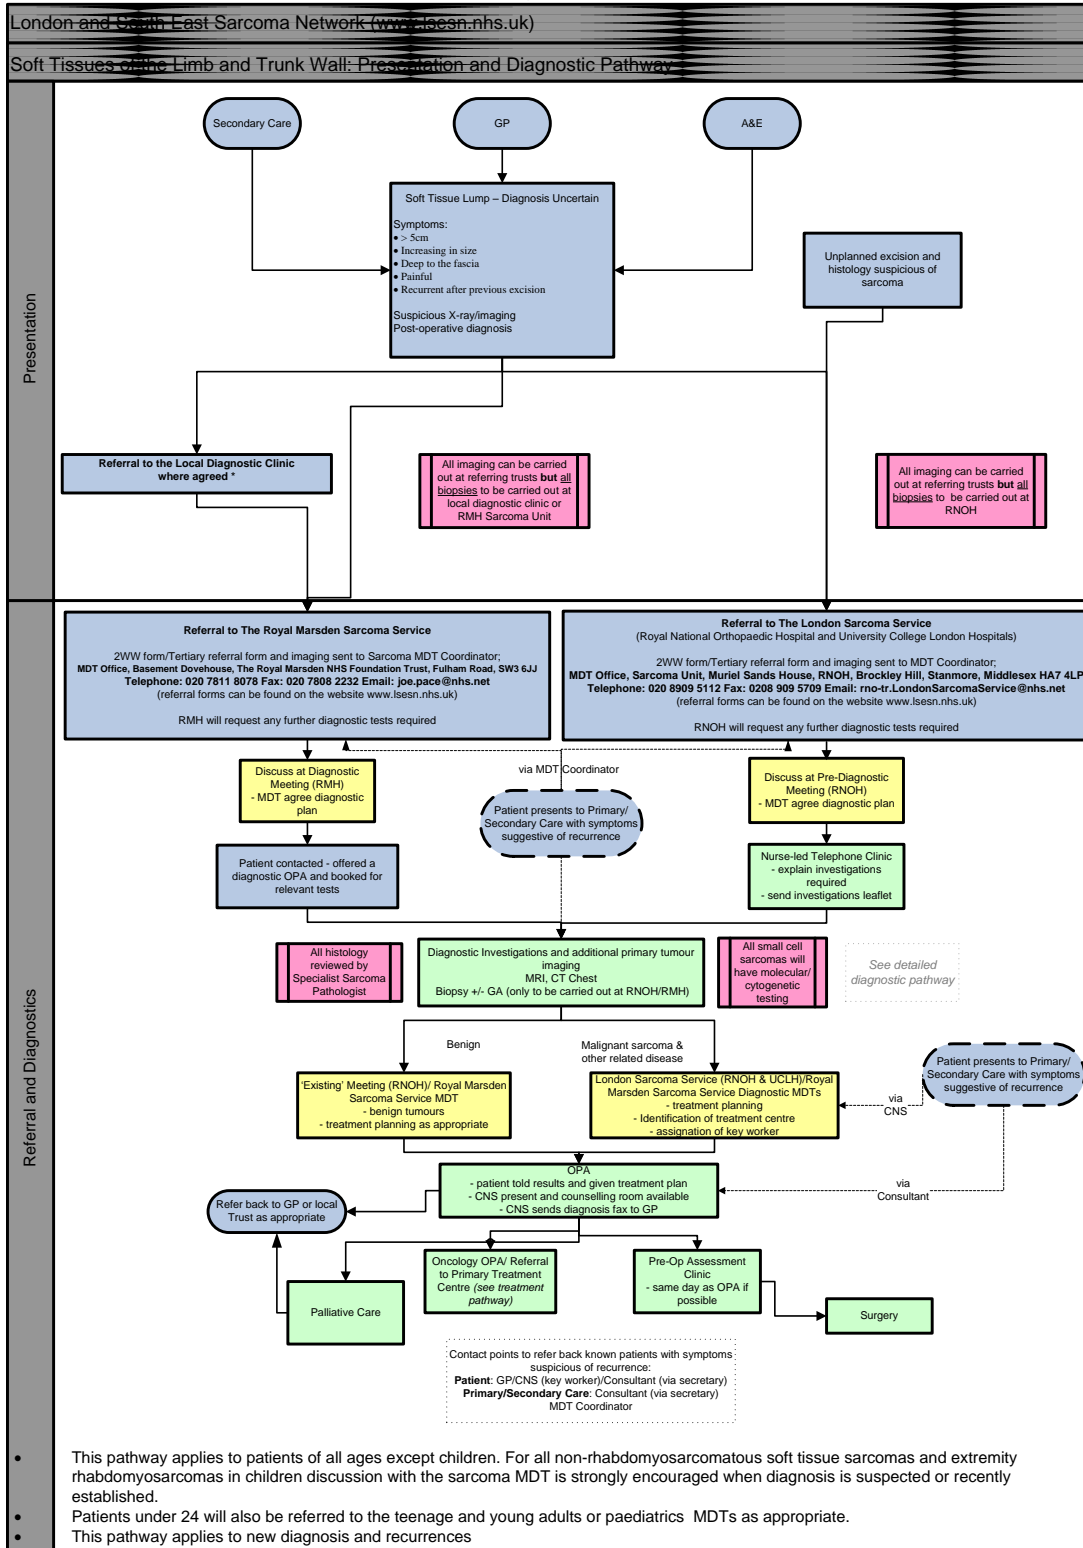 London and South East Sarcoma Network (www.lsesn.nhs.uk)
Soft Tissues of the Limb and Trunk Wall: Presentation and Diagnostic Pathway
Presentation
Secondary Care
GP
A&E
Soft Tissue Lump – Diagnosis Uncertain
Symptoms:
• > 5cm
• Increasing in size
• Deep to the fascia
• Painful
• Recurrent after previous excision
Suspicious X-ray/imaging
Post-operative diagnosis
Unplanned excision and
histology suspicious of
sarcoma
Referral to the Local Diagnostic Clinic
where agreed *
All imaging can be carried
out at referring trusts but all
biopsies to be carried out at
local diagnostic clinic or
RMH Sarcoma Unit
All imaging can be carried
out at referring trusts but all
biopsies to be carried out at
RNOH
Referral and Diagnostics
Referral to The Royal Marsden Sarcoma Service
2WW form/Tertiary referral form and imaging sent to Sarcoma MDT Coordinator;
MDT Office, Basement Dovehouse, The Royal Marsden NHS Foundation Trust, Fulham Road, SW3 6JJ
Telephone: 020 7811 8078 Fax: 020 7808 2232 Email: joe.pace@nhs.net
(referral forms can be found on the website www.lsesn.nhs.uk)
RMH will request any further diagnostic tests required
Referral to The London Sarcoma Service
(Royal National Orthopaedic Hospital and University College London Hospitals)
2WW form/Tertiary referral form and imaging sent to MDT Coordinator;
MDT Office, Sarcoma Unit, Muriel Sands House, RNOH, Brockley Hill, Stanmore, Middlesex HA7 4LP
Telephone: 020 8909 5112 Fax: 0208 909 5709 Email: rno-tr.LondonSarcomaService@nhs.net
(referral forms can be found on the website www.lsesn.nhs.uk)
RNOH will request any further diagnostic tests required
Discuss at Diagnostic
Meeting (RMH)
- MDT agree diagnostic
plan
via MDT Coordinator
Discuss at Pre-Diagnostic
Meeting (RNOH)
- MDT agree diagnostic plan
Patient presents to Primary/
Secondary Care with symptoms
suggestive of recurrence
Patient contacted - offered a
diagnostic OPA and booked for
relevant tests
Nurse-led Telephone Clinic
- explain investigations
required
- send investigations leaflet
All histology
reviewed by
Specialist Sarcoma
Pathologist
Diagnostic Investigations and additional primary tumour
imaging
MRI, CT Chest
Biopsy +/- GA (only to be carried out at RNOH/RMH)
All small cell
sarcomas will
have molecular/
cytogenetic
testing
See detailed
diagnostic pathway
Benign
Malignant sarcoma &
other related disease
'Existing' Meeting (RNOH)/ Royal Marsden
Sarcoma Service MDT
- benign tumours
- treatment planning as appropriate
London Sarcoma Service (RNOH & UCLH)/Royal
Marsden Sarcoma Service Diagnostic MDTs
- treatment planning
- Identification of treatment centre
- assignation of key worker
via
CNS
Patient presents to Primary/
Secondary Care with symptoms
suggestive of recurrence
OPA
- patient told results and given treatment plan
- CNS present and counselling room available
- CNS sends diagnosis fax to GP
via
Consultant
Refer back to GP or local
Trust as appropriate
Palliative Care
Oncology OPA/ Referral
to Primary Treatment
Centre (see treatment
pathway)
Pre-Op Assessment
Clinic
- same day as OPA if
possible
Surgery
Contact points to refer back known patients with symptoms
suspicious of recurrence:
Patient: GP/CNS (key worker)/Consultant (via secretary)
Primary/Secondary Care: Consultant (via secretary)
MDT Coordinator
• This pathway applies to patients of all ages except children. For all non-rhabdomyosarcomatous soft tissue sarcomas and extremity
rhabdomyosarcomas in children discussion with the sarcoma MDT is strongly encouraged when diagnosis is suspected or recently
established.
• Patients under 24 will also be referred to the teenage and young adults or paediatrics MDTs as appropriate.
• This pathway applies to new diagnosis and recurrences